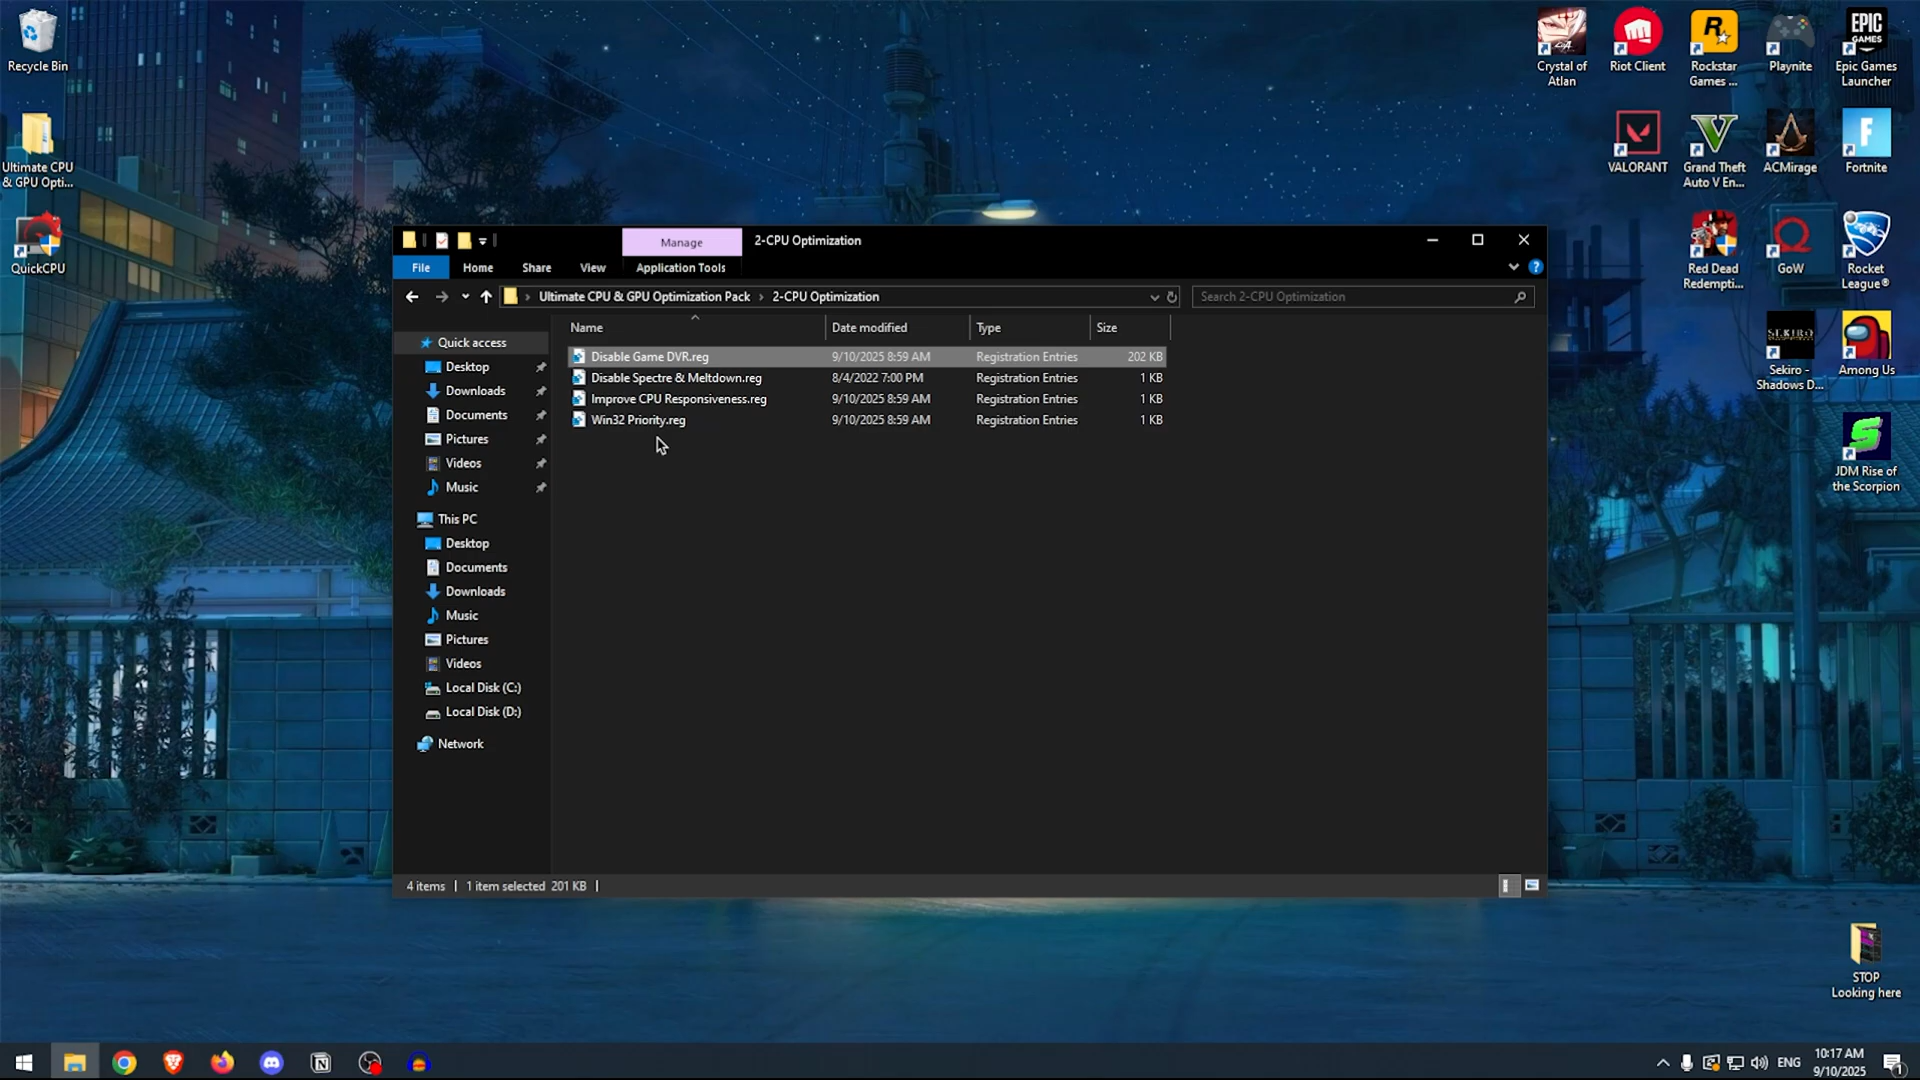 Recycle Bin
Ultimate CPU
& GPU Opti...
QuickCPU
Crystal of
Atlan
Riot Client
Rockstar
Games ...
Playnite
EPIC
GAMES
Epic Games
Launcher
VALORANT
Grand Theft
Auto V En...
ACMirage
Fortnite
Red Dead
Redempti...
GoW
Rocket
League®
SEKIRO
Sekiro -
Shadows D...
Among Us
JDM Rise of
the Scorpion
STOP
Looking here
Manage
2-CPU Optimization
File
Home
Share
View
Application Tools
Ultimate CPU & GPU Optimization Pack
2-CPU Optimization
Search 2-CPU Optimization
Name
Date modified
Type
Size
Disable Game DVR.reg
9/10/2025 8:59 AM
Registration Entries
202 KB
Disable Spectre & Meltdown.reg
8/4/2022 7:00 PM
Registration Entries
1 KB
Improve CPU Responsiveness.reg
9/10/2025 8:59 AM
Registration Entries
1 KB
Win32 Priority.reg
9/10/2025 8:59 AM
Registration Entries
1 KB
Quick access
Desktop
Downloads
Documents
Pictures
Videos
Music
This PC
Desktop
Documents
Downloads
Music
Pictures
Videos
Local Disk (C:)
Local Disk (D:)
Network
4 items
1 item selected 201 KB
ENG
10:17 AM
9/10/2025
1